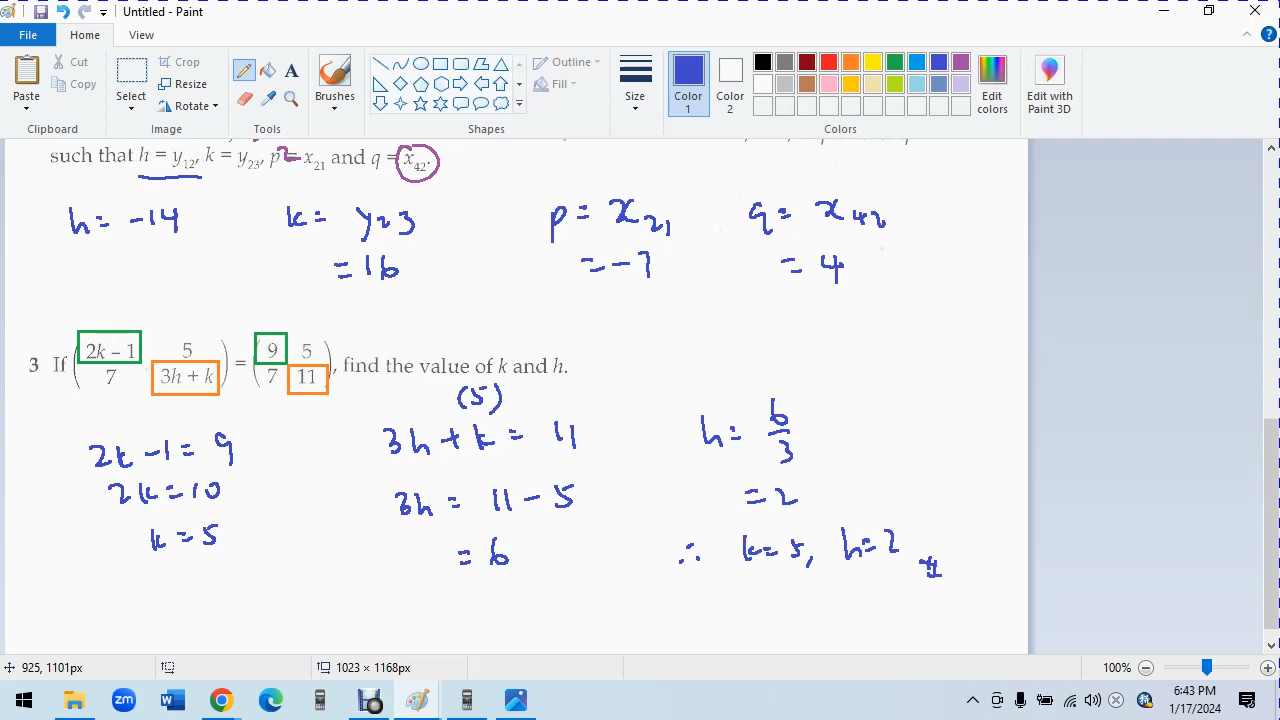 Untitled - Paint
File Home View
Paste Cut Copy Clipboard
Select Crop Resize Rotate Image
Tools
Brushes
Outline Fill Shapes
Size
Color 1 Color 2 Edit colors Colors
Edit with Paint 3D
such that h = y₁₂, k = y₂₃, p = x₂₁ and q = x₄₂.
h = -14 k = y23 p = x21 q = x42
= 16 = -7 = 4
3 If ( 2k – 1 5 ) = ( 9 5 ), find the value of k and h.
7 3h + k 7 11
(5)
2k - 1 = 9 3h + k = 11 h = 6/3
2k = 10 3h = 11 - 5 = 2
k = 5 = 6 ∴ k = 5, h = 2
925, 1101px 1023 × 1168px 100%
zm W
6:43 PM
1/17/2024